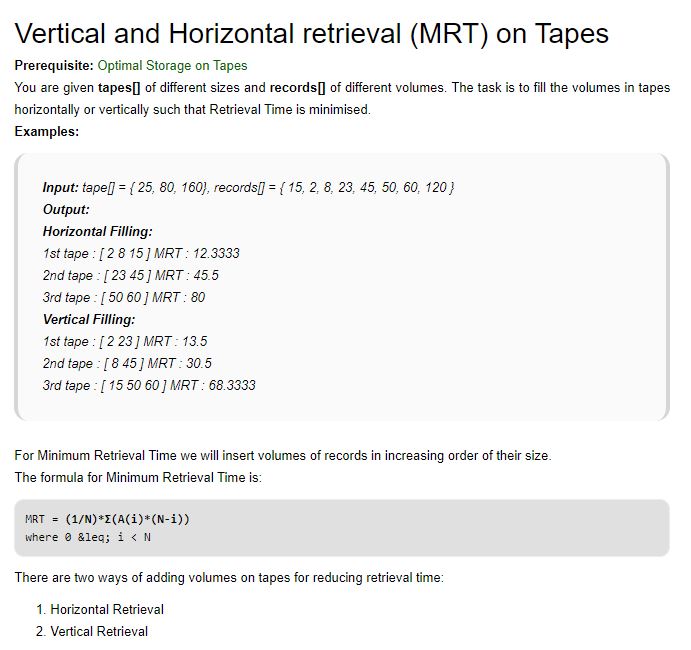 Vertical and Horizontal retrieval (MRT) on Tapes
Prerequisite: Optimal Storage on Tapes
You are given tapes[] of different sizes and records[] of different volumes. The task is to fill the volumes in tapes
horizontally or vertically such that Retrieval Time is minimised.
Examples:
Input: tape[] = { 25, 80, 160}, records[] = { 15, 2, 8, 23, 45, 50, 60, 120 }
Output:
Horizontal Filling:
1st tape : [ 2 8 15 ] MRT : 12.3333
2nd tape : [ 23 45 ] MRT : 45.5
3rd tape : [ 50 60 ] MRT : 80
Vertical Filling:
1st tape : [ 2 23 ] MRT : 13.5
2nd tape : [ 8 45 ] MRT : 30.5
3rd tape : [ 15 50 60 ] MRT : 68.3333
For Minimum Retrieval Time we will insert volumes of records in increasing order of their size.
The formula for Minimum Retrieval Time is:
MRT = (1/N)*Σ(A(i)*(N-i))
where 0 &leq; i < N
There are two ways of adding volumes on tapes for reducing retrieval time:
1. Horizontal Retrieval
2. Vertical Retrieval